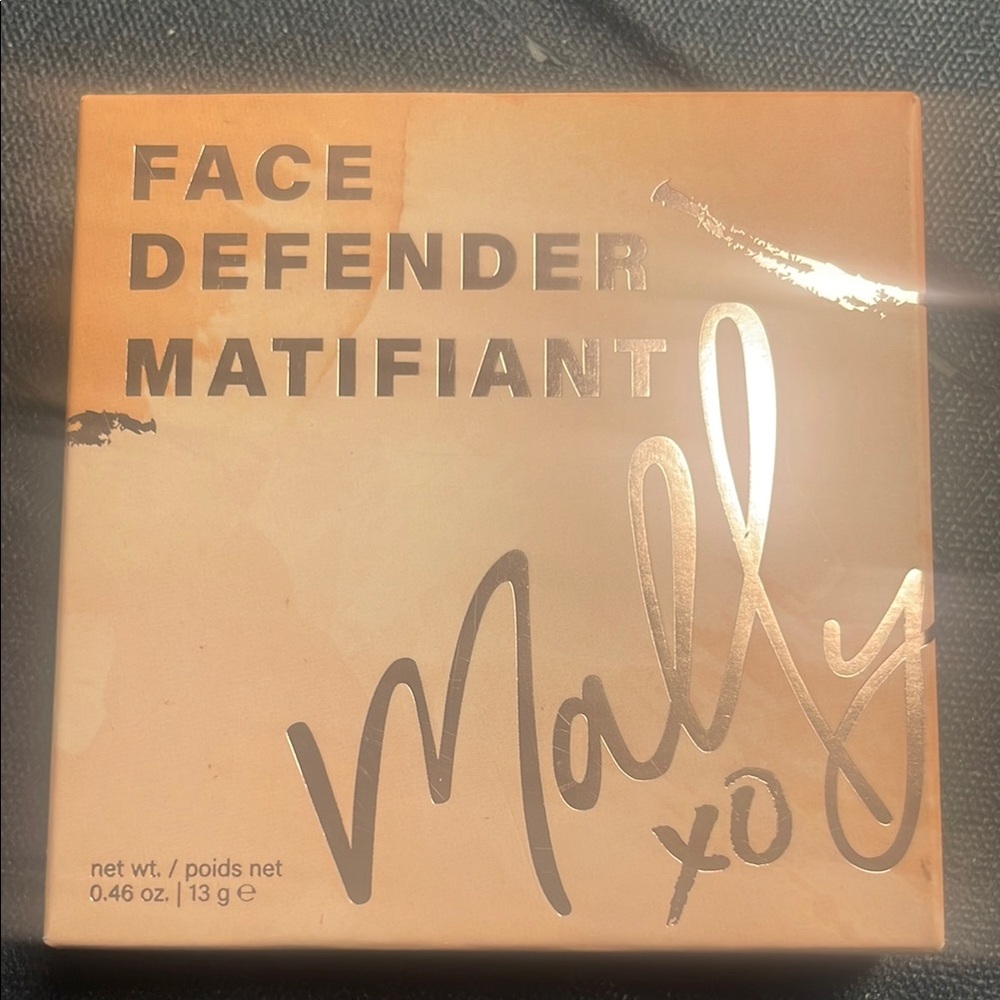 FACE
DEFENDER
MATIFIANT
Mally
xo
net wt. / poids net
0.46 oz. | 13 g ℮